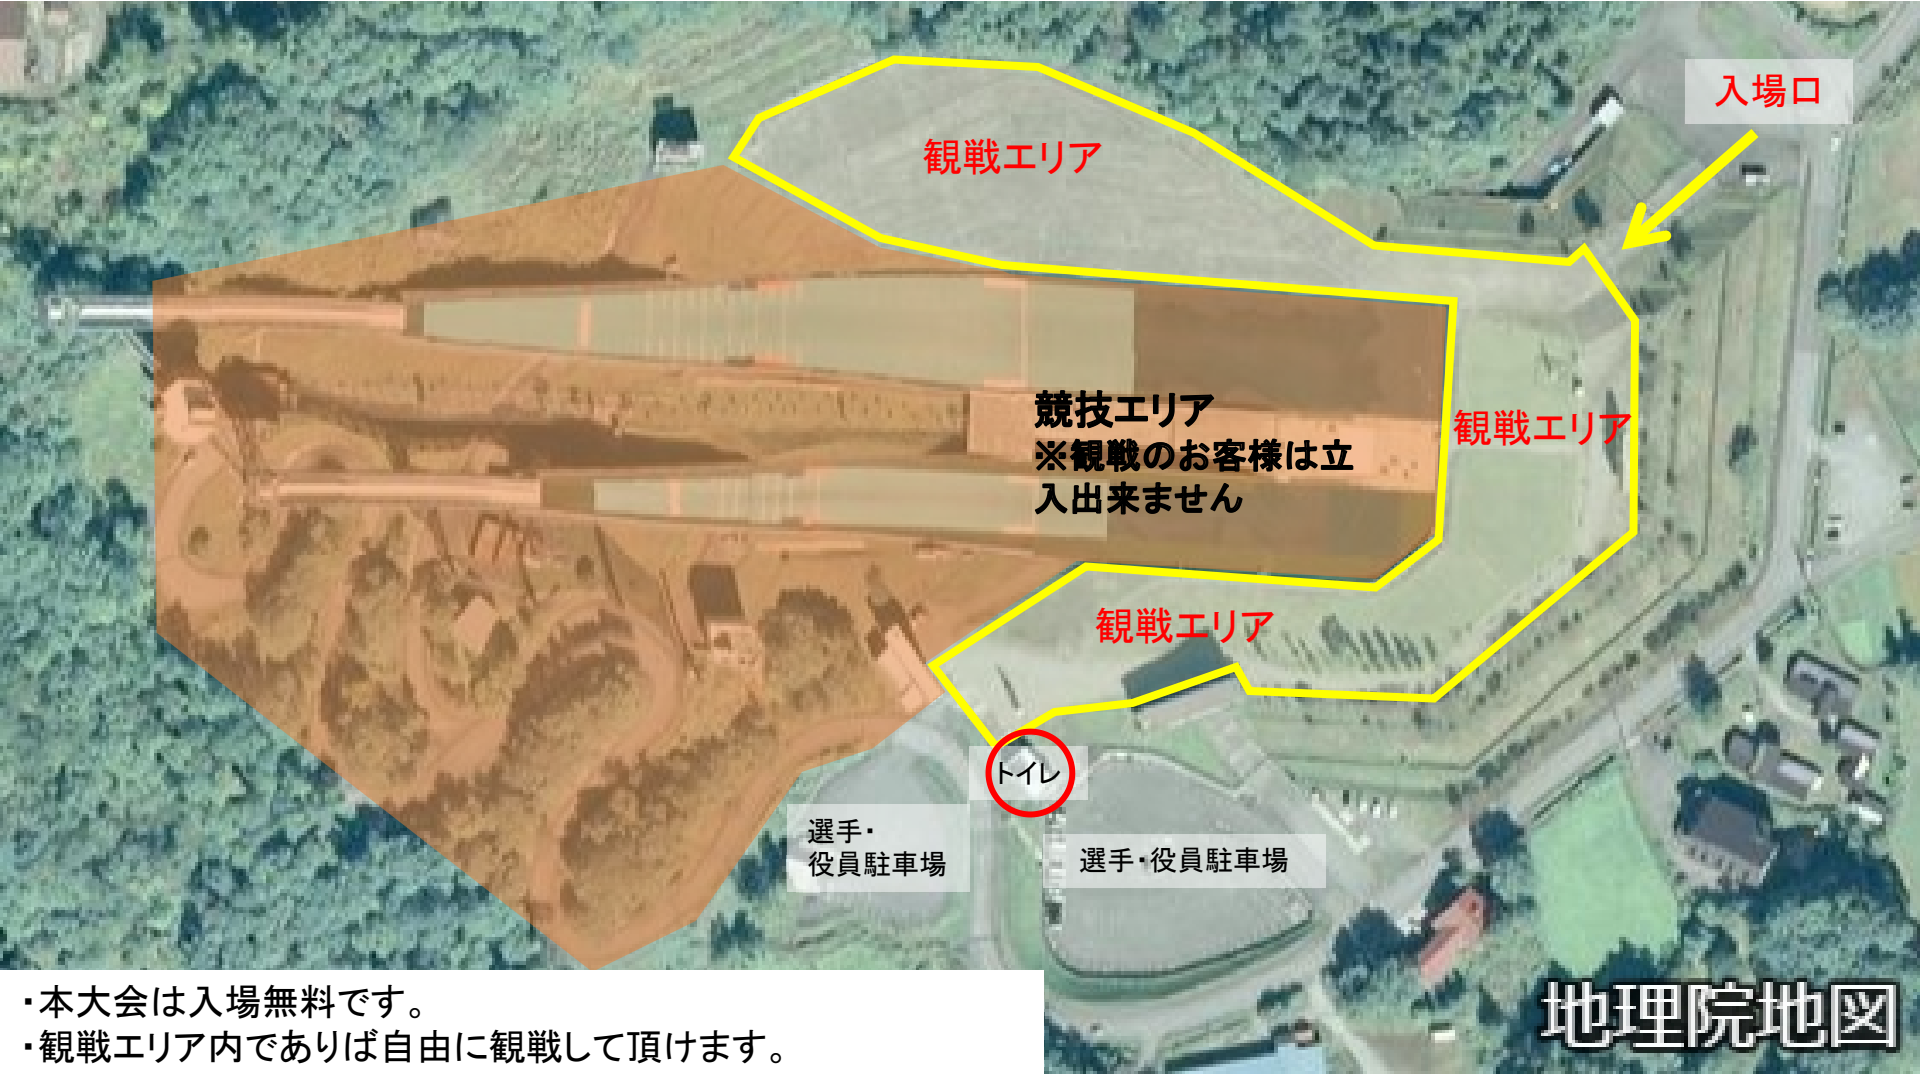 入場口
観戦エリア
観戦エリア
競技エリア
※観戦のお客様は立
入出来ません
観戦エリア
トイレ
選手・
役員駐車場
選手・役員駐車場
・本大会は入場無料です。
・観戦エリア内でありば自由に観戦して頂けます。
地理院地図